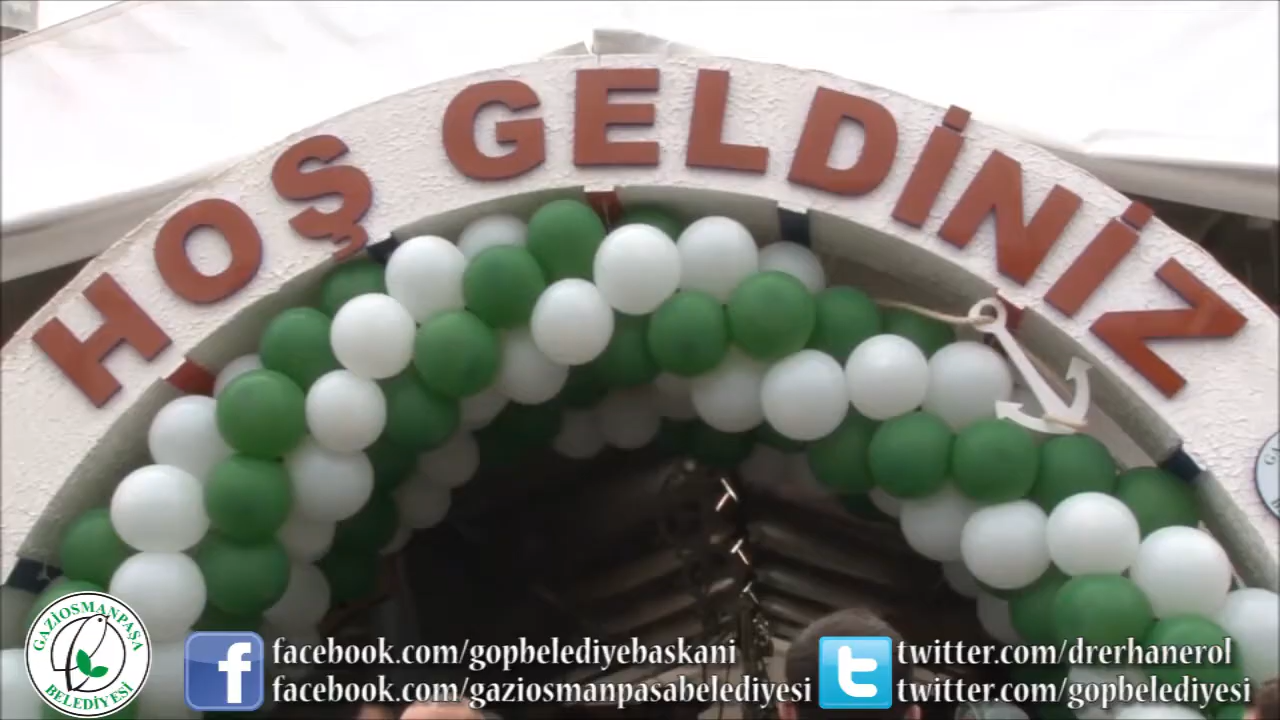 HOŞ GELDİNİZ
GAZİOSMANPAŞA
BELEDİYESİ
facebook.com/gopbelediyebaskani
facebook.com/gaziosmanpasabelediyesi
twitter.com/drerhanerol
twitter.com/gopbelediyesi